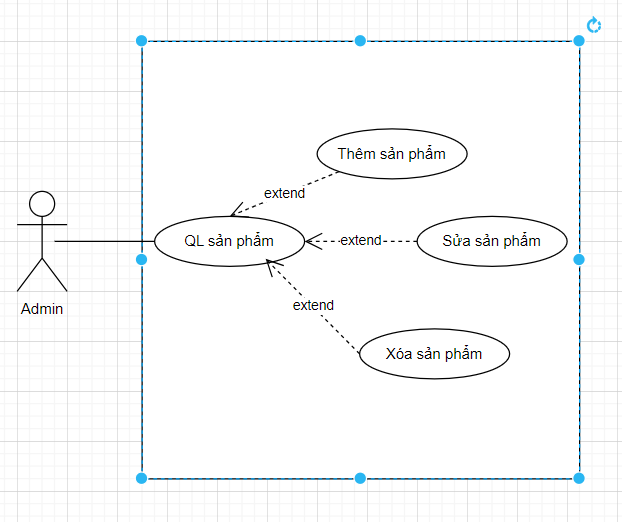 Thêm sản phẩm
extend
QL sản phẩm
extend
Sửa sản phẩm
extend
Admin
Xóa sản phẩm